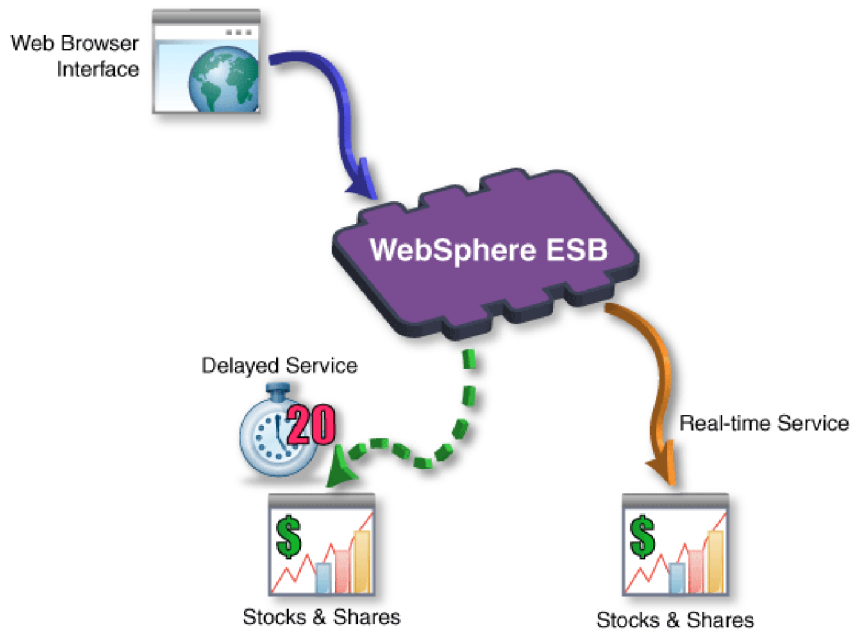 Web Browser
Interface
WebSphere ESB
Delayed Service
20
Real-time Service
$
$
Stocks & Shares
Stocks & Shares